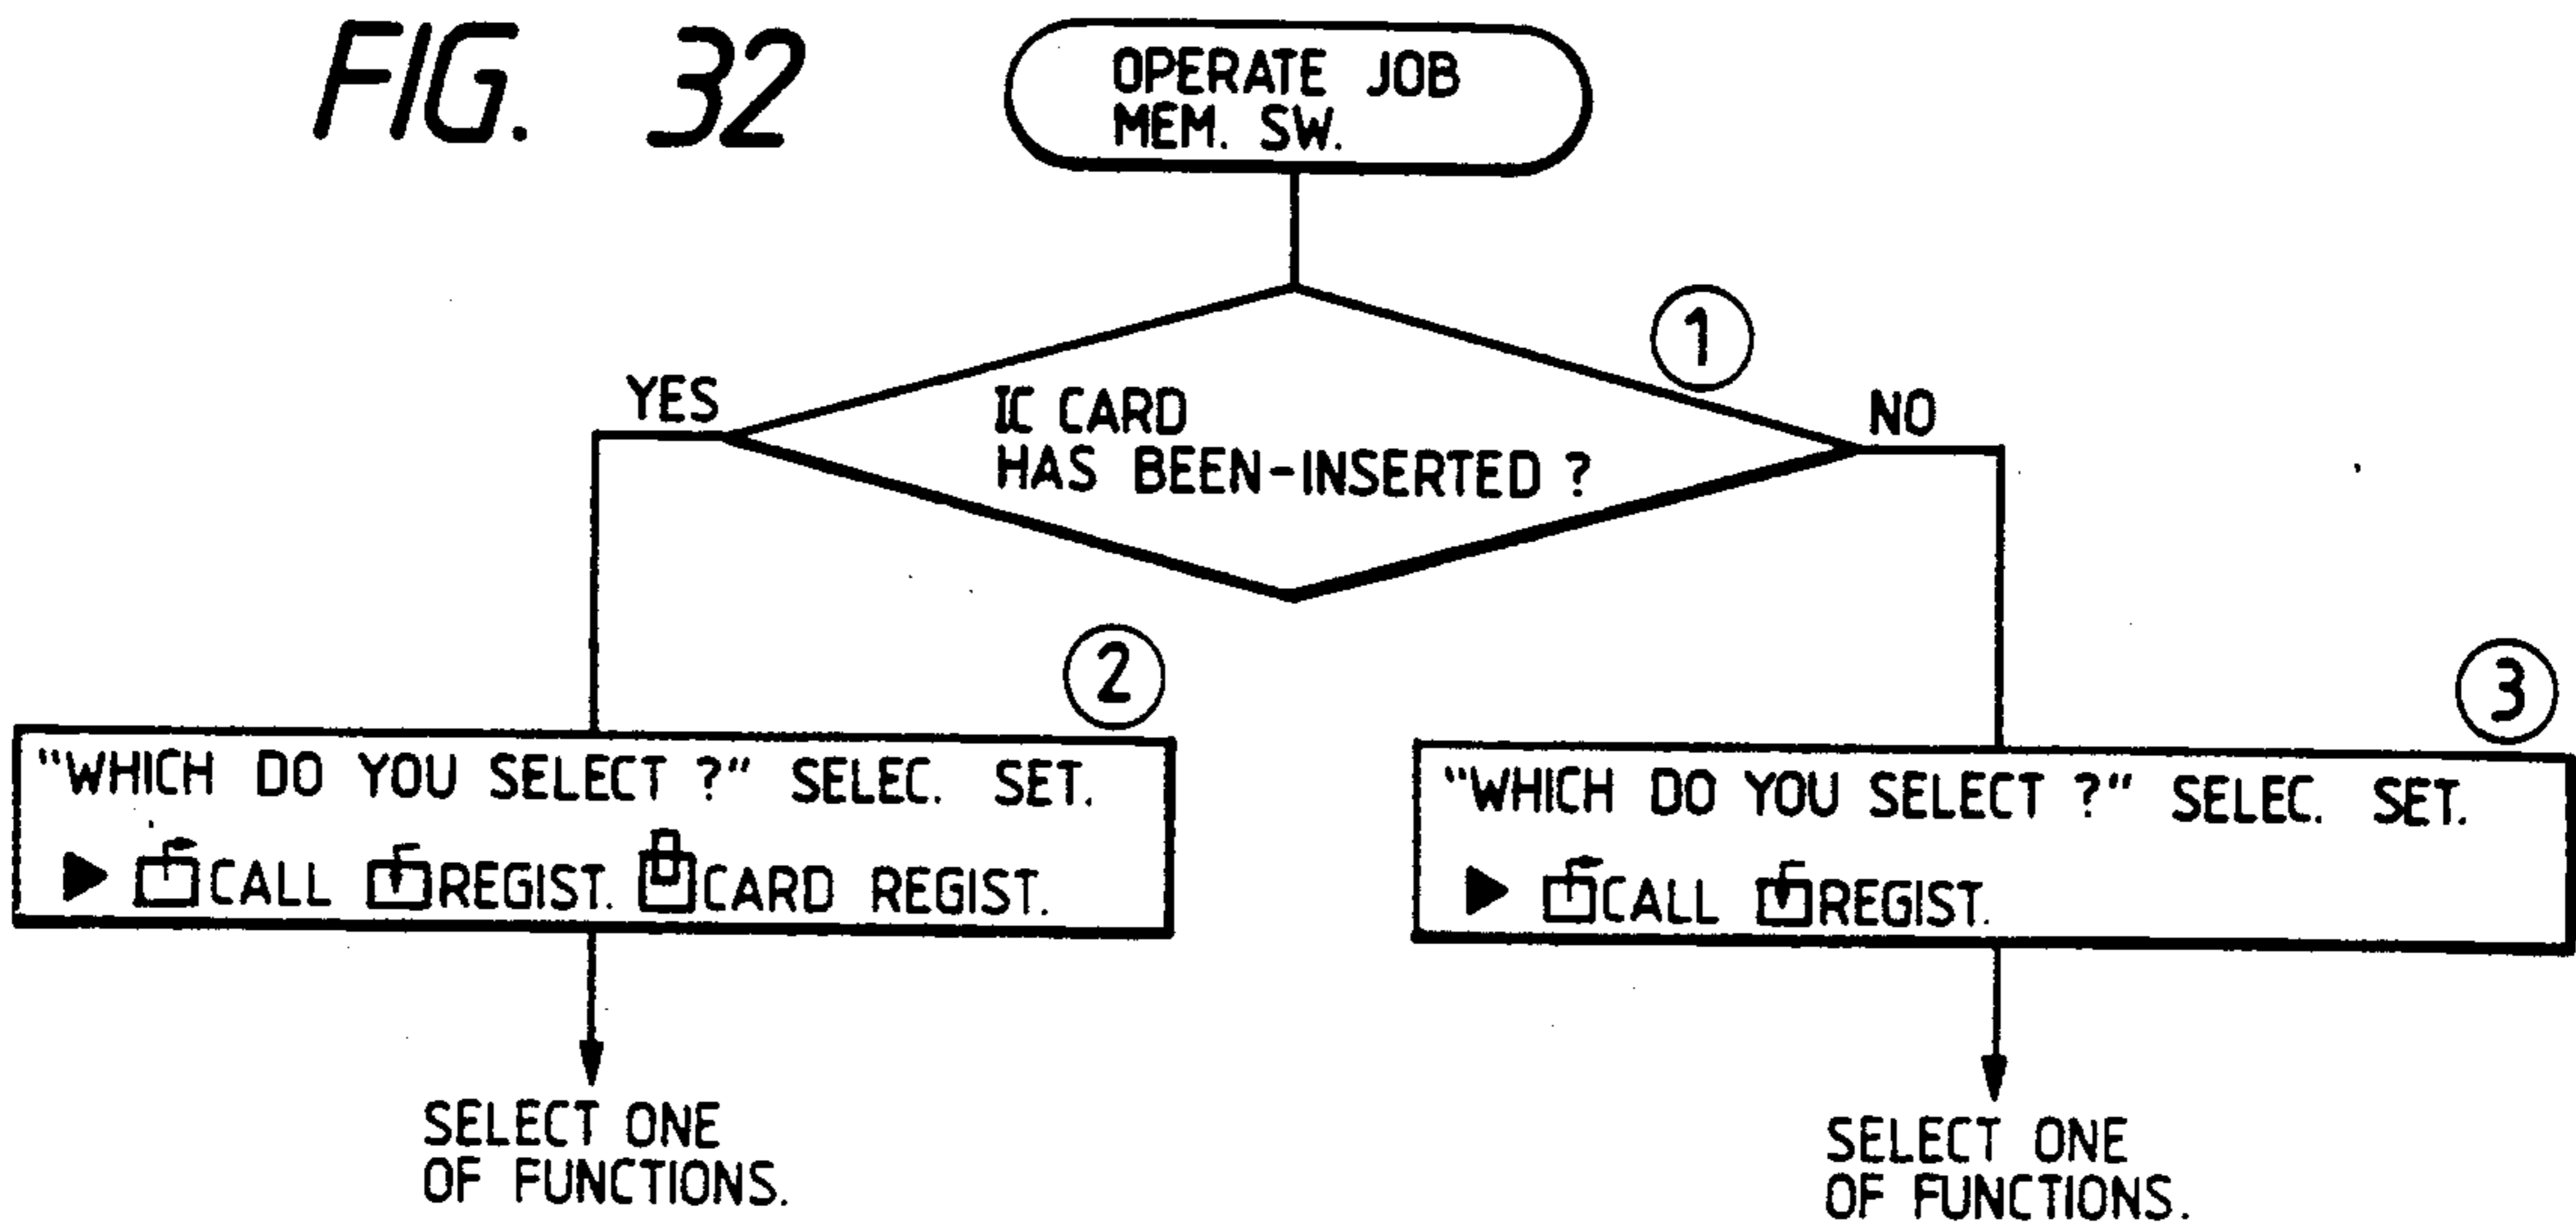 FIG. 32
OPERATE JOB
MEM. SW.
1
YES
IC CARD
HAS BEEN-INSERTED ?
NO
2
"WHICH DO YOU SELECT ?" SELEC. SET.
CALL REGIST. CARD REGIST.
SELECT ONE
OF FUNCTIONS.
3
"WHICH DO YOU SELECT ?" SELEC. SET.
CALL REGIST.
SELECT ONE
OF FUNCTIONS.